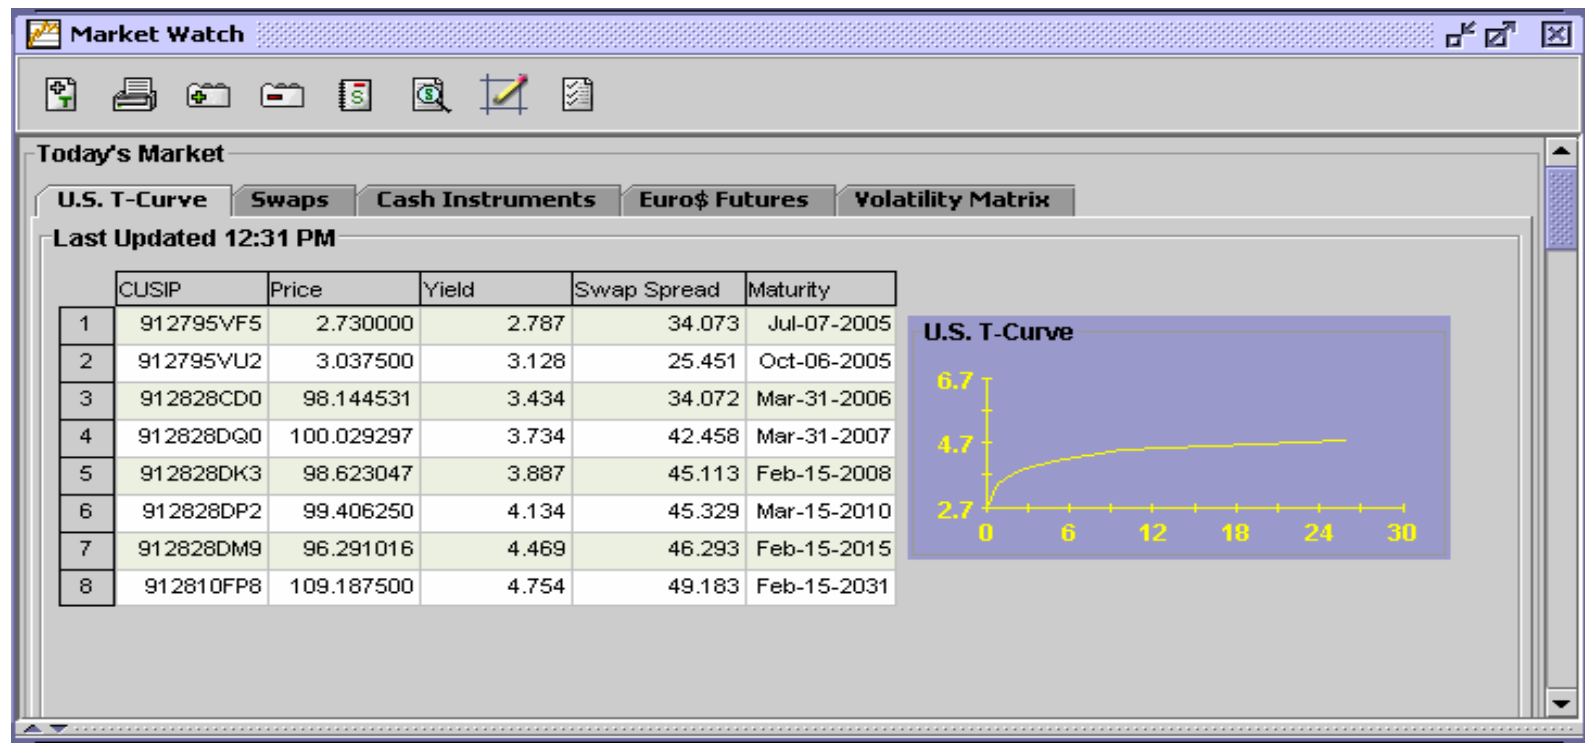 Market Watch
Today's Market
U.S. T-Curve Swaps Cash Instruments Euro$ Futures Volatility Matrix
Last Updated 12:31 PM
CUSIP Price Yield Swap Spread Maturity
1 912795VF5 2.730000 2.787 34.073 Jul-07-2005
2 912795VU2 3.037500 3.128 25.451 Oct-06-2005
3 912828CD0 98.144531 3.434 34.072 Mar-31-2006
4 912828DQ0 100.029297 3.734 42.458 Mar-31-2007
5 912828DK3 98.623047 3.887 45.113 Feb-15-2008
6 912828DP2 99.406250 4.134 45.329 Mar-15-2010
7 912828DM9 96.291016 4.469 46.293 Feb-15-2015
8 912810FP8 109.187500 4.754 49.183 Feb-15-2031
U.S. T-Curve
6.7
4.7
2.7
0 6 12 18 24 30